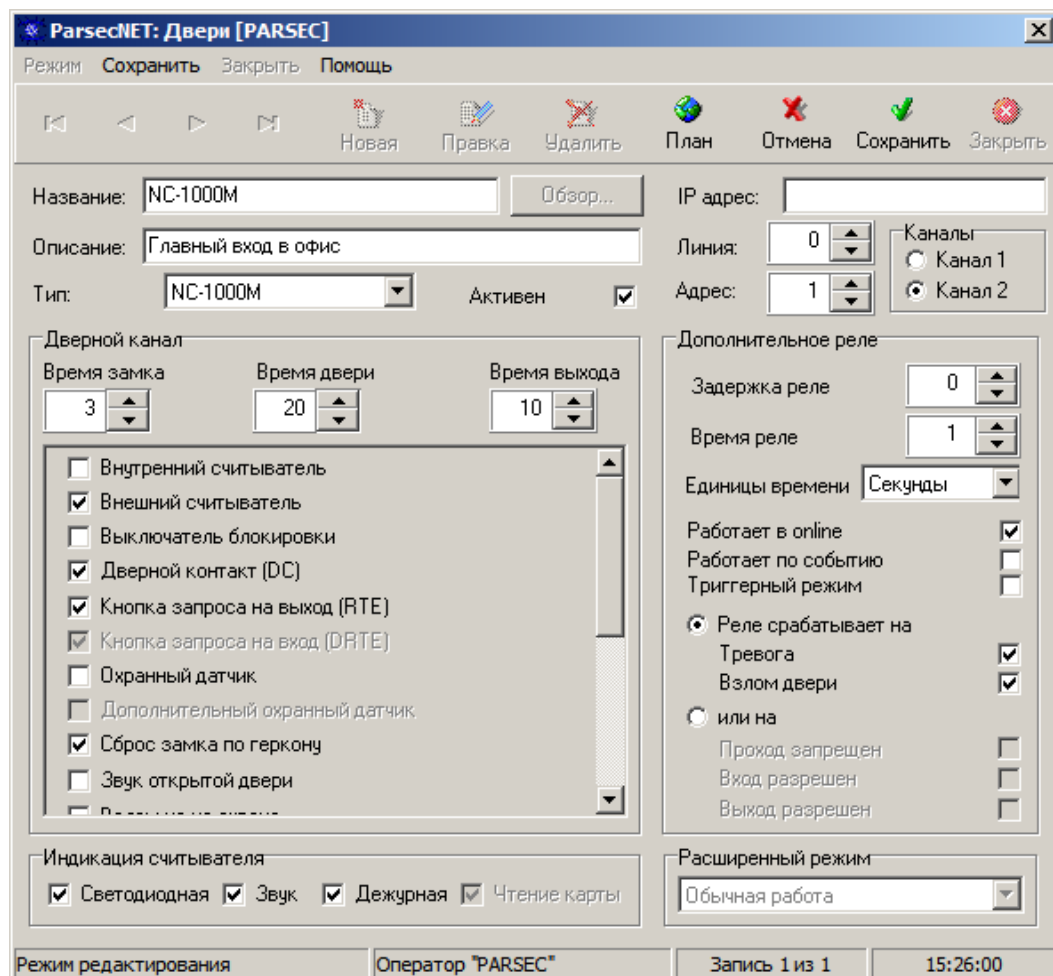 ParsecNET: Двери [PARSEC]
Режим Сохранить Закрыть Помощь
Новая Правка Удалить План Отмена Сохранить Закрыть
Название: NC-1000M Обзор... IP адрес:
Описание: Главный вход в офис Линия: 0 Каналы
Канал 1
Тип: NC-1000M Активен Адрес: 1 Канал 2
Дверной канал
Время замка Время двери Время выхода
3 20 10
Внутренний считыватель
Внешний считыватель
Выключатель блокировки
Дверной контакт (DC)
Кнопка запроса на выход (RTE)
Кнопка запроса на вход (DRTE)
Охранный датчик
Дополнительный охранный датчик
Сброс замка по геркону
Звук открытой двери
Дополнительное реле
Задержка реле 0
Время реле 1
Единицы времени Секунды
Работает в online
Работает по событию
Триггерный режим
Реле срабатывает на
Тревога
Взлом двери
или на
Проход запрещен
Вход разрешен
Выход разрешен
Индикация считывателя
Светодиодная Звук Дежурная Чтение карты
Расширенный режим
Обычная работа
Режим редактирования Оператор "PARSEC" Запись 1 из 1 15:26:00